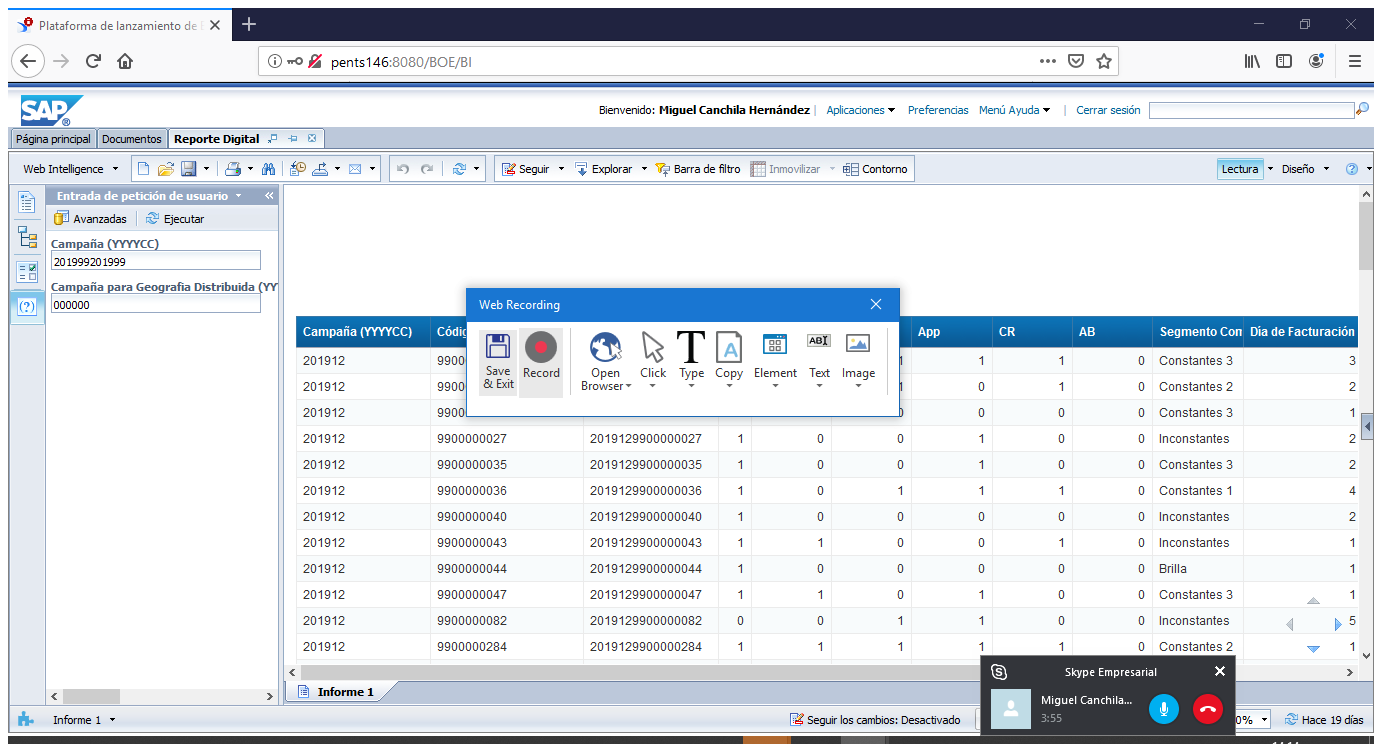 Plataforma de lanzamiento de
pents146:8080/BOE/BI
SAP
Bienvenido: Miguel Canchila Hernández | Aplicaciones Preferencias Menú Ayuda | Cerrar sesión
Página principal Documentos Reporte Digital
Web Intelligence Seguir Explorar Barra de filtro Inmovilizar Contorno Lectura Diseño
Entrada de petición de usuario
Avanzadas Ejecutar
Campaña (YYYYCC)
201999201999
Campaña para Geografia Distribuida (YY
000000
Web Recording
Save & Exit Record Open Browser Click Type Copy Element Text Image
Campaña (YYYYCC) Códig App CR AB Segmento Con Dia de Facturación
201912 9900 1 1 1 0 Constantes 3 3
201912 9900 1 0 1 0 Constantes 2 2
201912 9900 0 0 0 0 Constantes 3 1
201912 9900000027 2019129900000027 1 0 0 1 0 0 Inconstantes 2
201912 9900000035 2019129900000035 1 0 0 1 0 0 Constantes 3 2
201912 9900000036 2019129900000036 1 0 1 1 1 0 Constantes 1 4
201912 9900000040 2019129900000040 1 0 0 0 0 0 Inconstantes 2
201912 9900000043 2019129900000043 1 1 0 0 1 0 Inconstantes 1
201912 9900000044 2019129900000044 1 0 0 0 0 0 Brilla 1
201912 9900000047 2019129900000047 1 1 0 1 0 0 Constantes 3 1
201912 9900000082 2019129900000082 0 0 1 1 0 0 Inconstantes 5
201912 9900000284 2019129900000284 1 1 1 1 1 0 Constantes 2 1
Informe 1
Skype Empresarial
Miguel Canchila...
3:55
Informe 1 Seguir los cambios: Desactivado 0% Hace 19 días